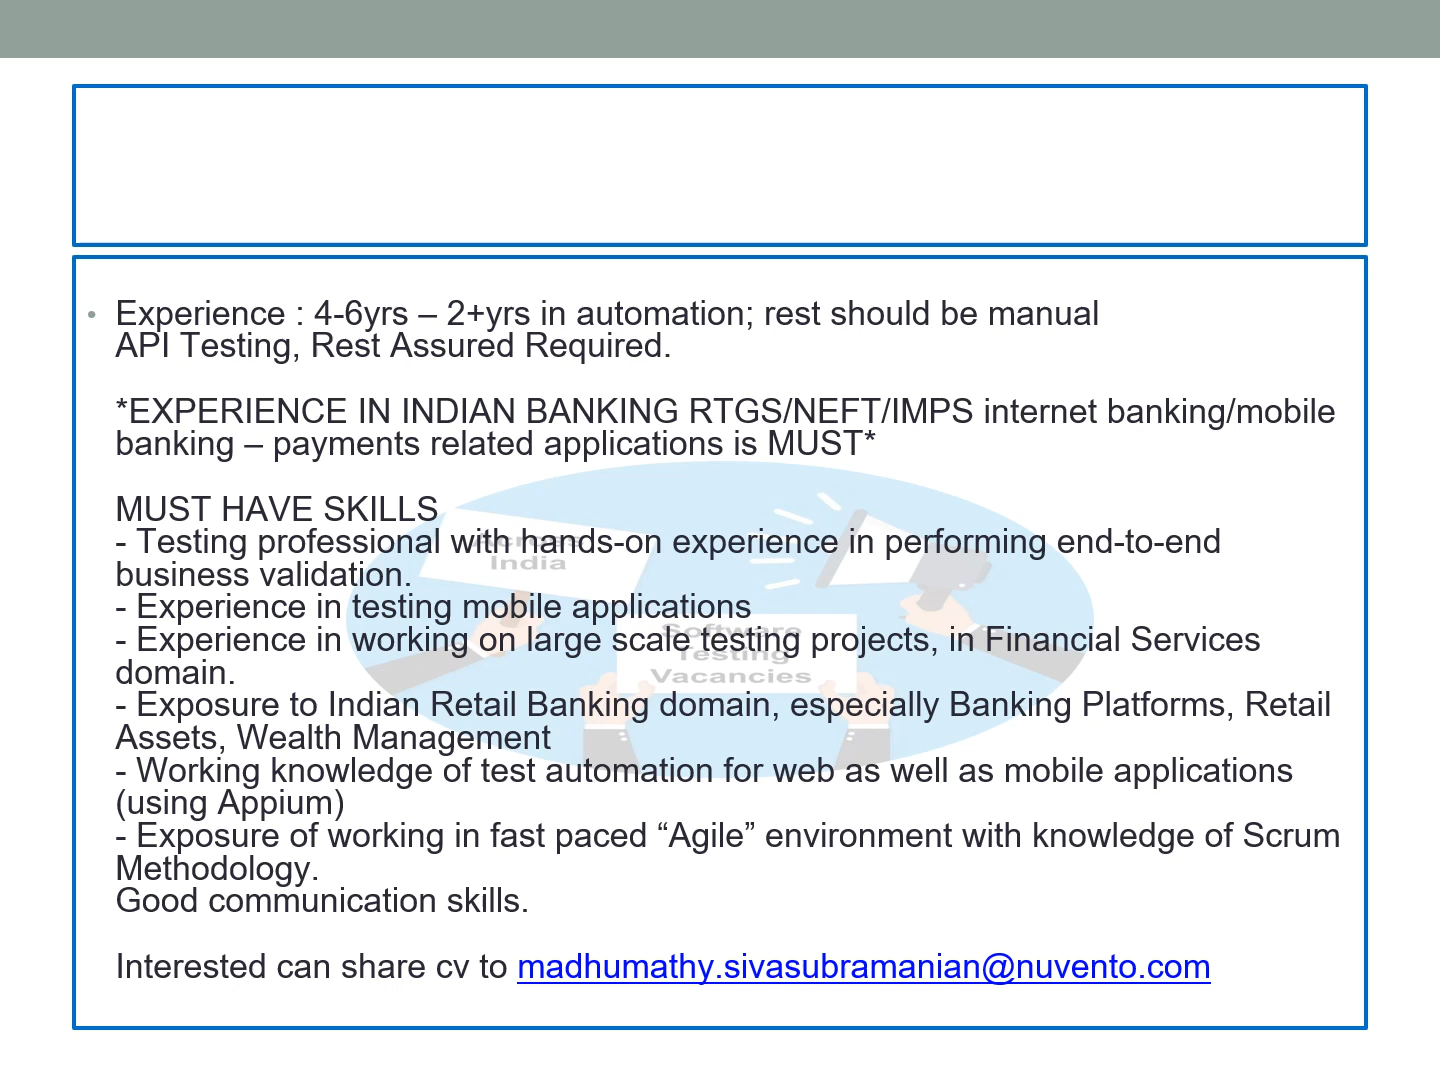 • Experience : 4-6yrs – 2+yrs in automation; rest should be manual
API Testing, Rest Assured Required.
*EXPERIENCE IN INDIAN BANKING RTGS/NEFT/IMPS internet banking/mobile
banking – payments related applications is MUST*
MUST HAVE SKILLS
- Testing professional with hands-on experience in performing end-to-end
business validation.
- Experience in testing mobile applications
- Experience in working on large scale testing projects, in Financial Services
domain.
- Exposure to Indian Retail Banking domain, especially Banking Platforms, Retail
Assets, Wealth Management
- Working knowledge of test automation for web as well as mobile applications
(using Appium)
- Exposure of working in fast paced “Agile” environment with knowledge of Scrum
Methodology.
Good communication skills.
Interested can share cv to madhumathy.sivasubramanian@nuvento.com
Across
India
Software
Testing
Vacancies